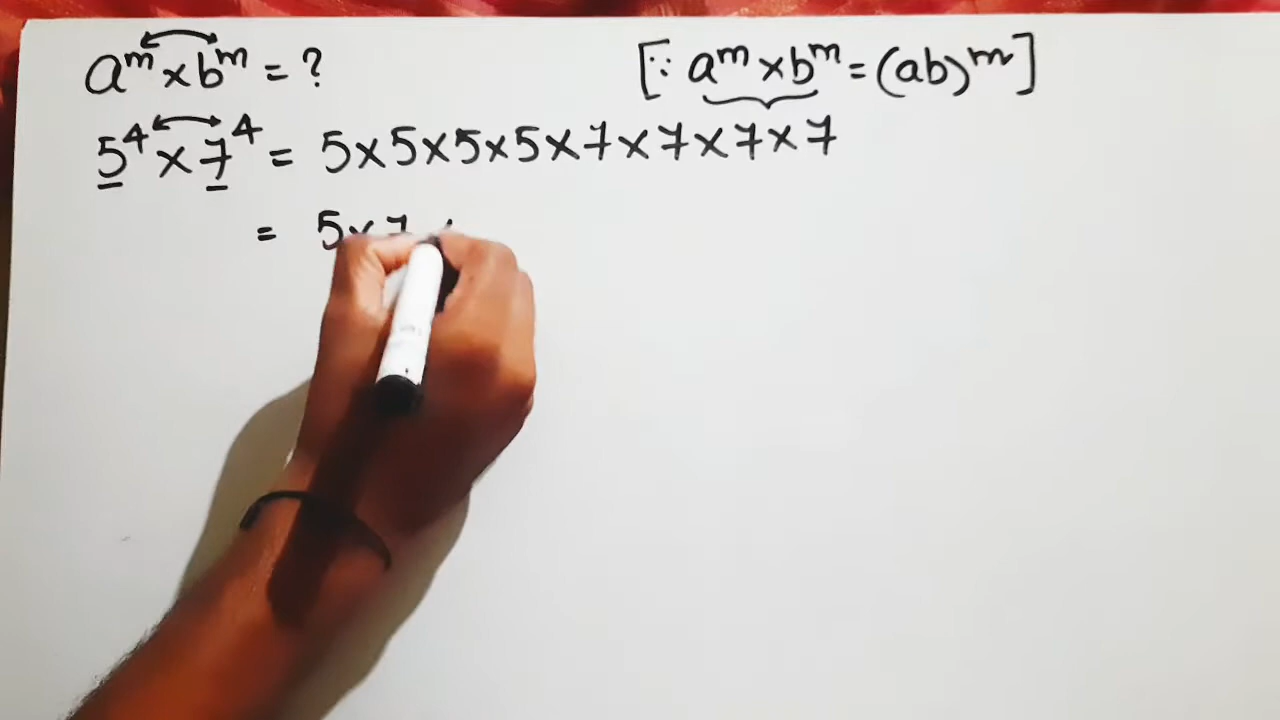 aᵐ × bᵐ = ? [∵ aᵐ × bᵐ = (ab)ᵐ]
5⁴ × 7⁴ = 5×5×5×5×7×7×7×7
= 5×7